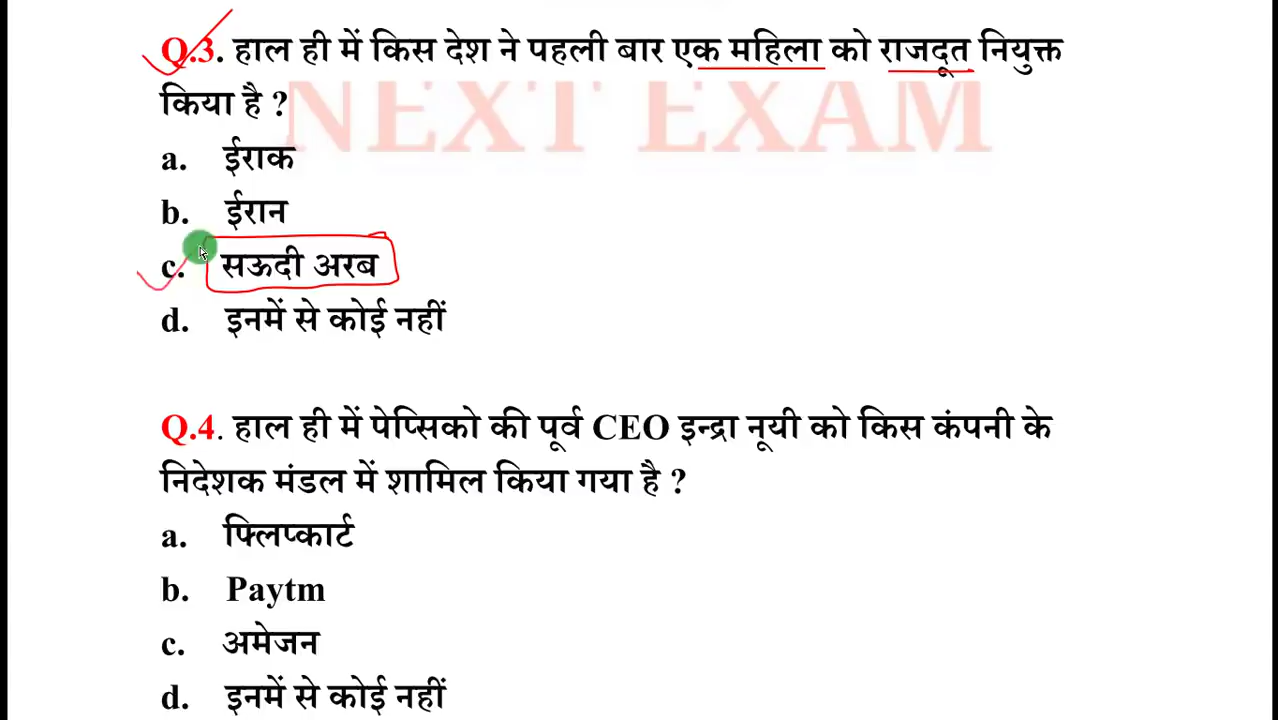 Q.3. हाल ही में किस देश ने पहली बार एक महिला को राजदूत नियुक्त
किया है ?
NEXT EXAM
a. ईराक
b. ईरान
c. सऊदी अरब
d. इनमें से कोई नहीं
Q.4. हाल ही में पेप्सिको की पूर्व CEO इन्द्रा नूयी को किस कंपनी के
निदेशक मंडल में शामिल किया गया है ?
a. फ्लिप्कार्ट
b. Paytm
c. अमेजन
d. इनमें से कोई नहीं